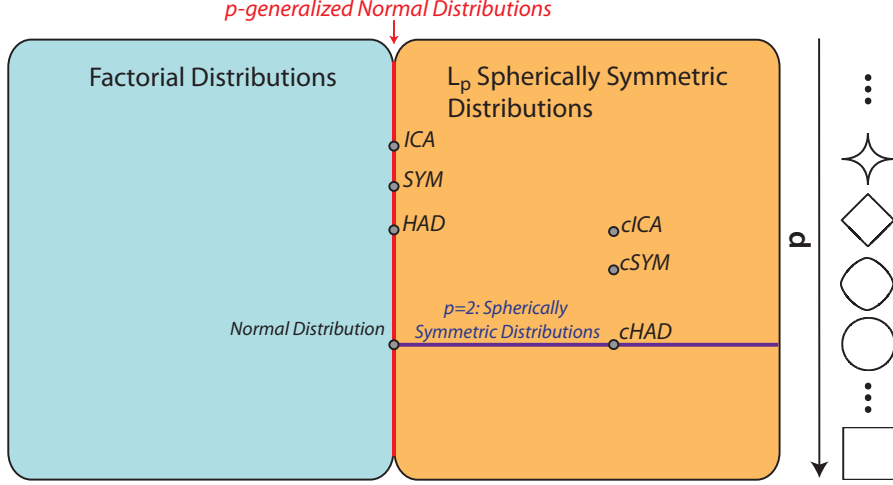 p-generalized Normal Distributions
Factorial Distributions
Lp Spherically Symmetric
Distributions
ICA
SYM
HAD
cICA
cSYM
p=2: Spherically
Symmetric Distributions
Normal Distribution
cHAD
p